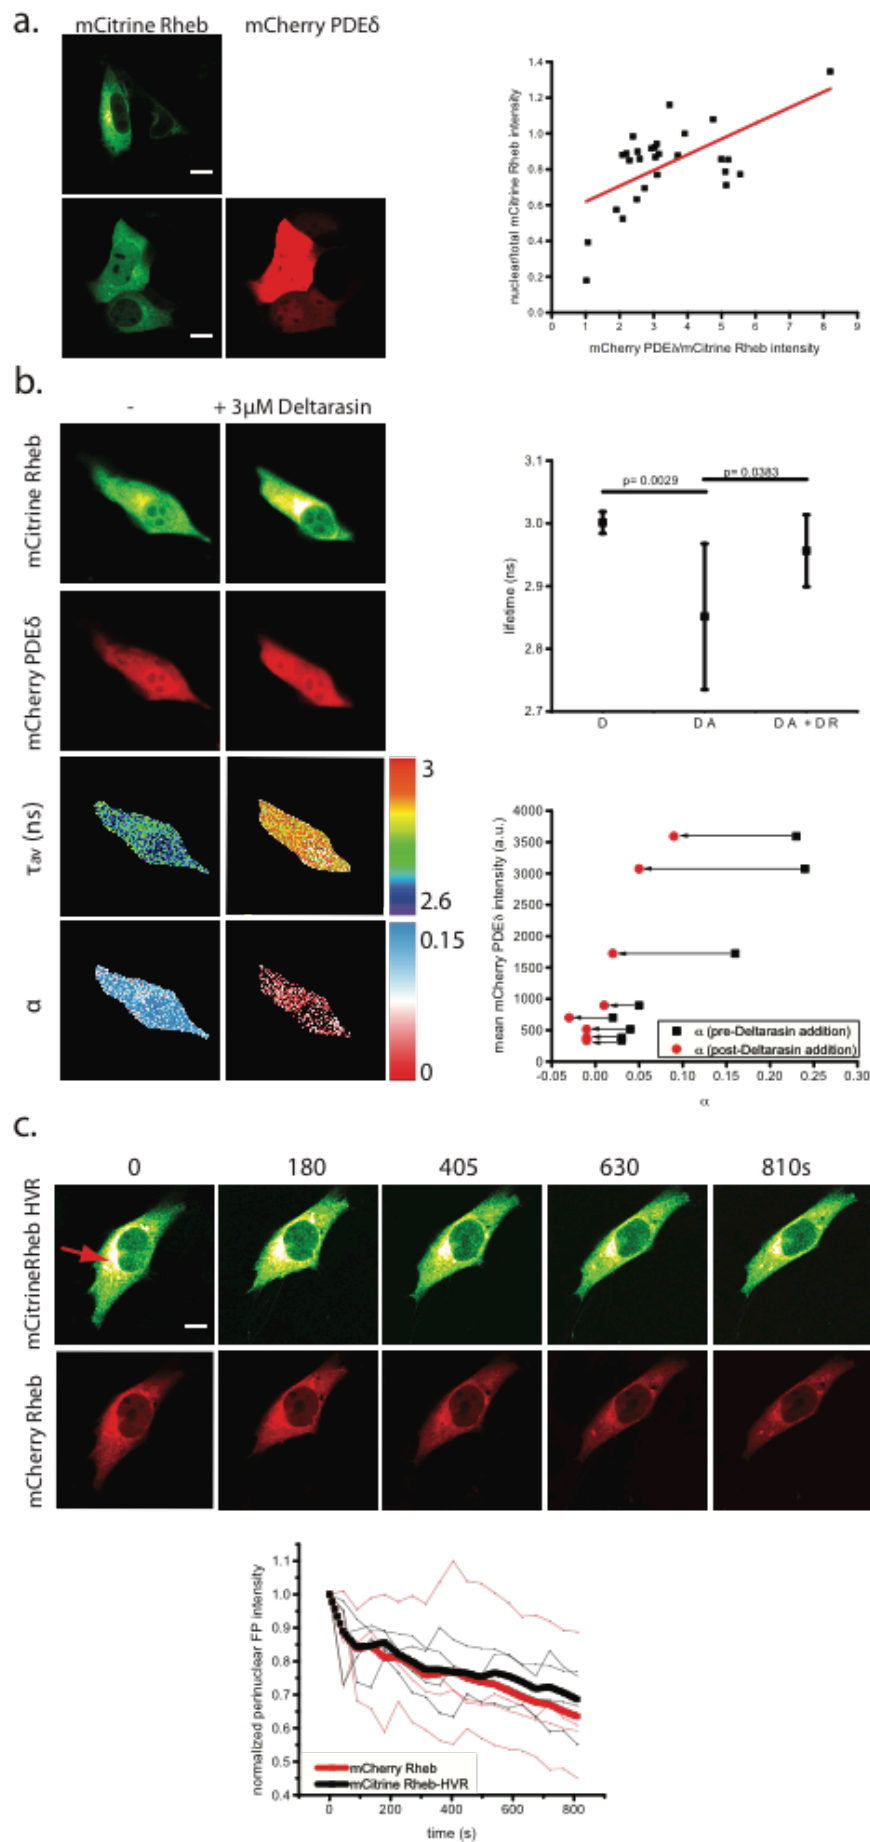 a.
mCitrine Rheb
mCherry PDEδ
nuclear/total mCitrine Rheb intensity
1.4
1.2
1.0
0.8
0.6
0.4
0.2
0.0
0 1 2 3 4 5 6 7 8 9
mCherry PDEδ/mCitrine Rheb intensity
b.
- + 3μM Deltarasin
mCitrine Rheb
mCherry PDEδ
τav (ns)
α
3
2.6
0.15
0
lifetime (ns)
3.1
3.0
2.9
2.8
2.7
p= 0.0029
p= 0.0383
D D A D A + D R
mean mCherry PDEδ intensity (a.u.)
4000
3500
3000
2500
2000
1500
1000
500
0
α (pre-Deltarasin addition)
α (post-Deltarasin addition)
-0.05 0.00 0.05 0.10 0.15 0.20 0.25 0.30
α
c.
0 180 405 630 810s
mCitrineRheb HVR
mCherry Rheb
normalized perinuclear FP intensity
1.1
1.0
0.9
0.8
0.7
0.6
0.5
0.4
mCherry Rheb
mCitrine Rheb-HVR
0 200 400 600 800
time (s)